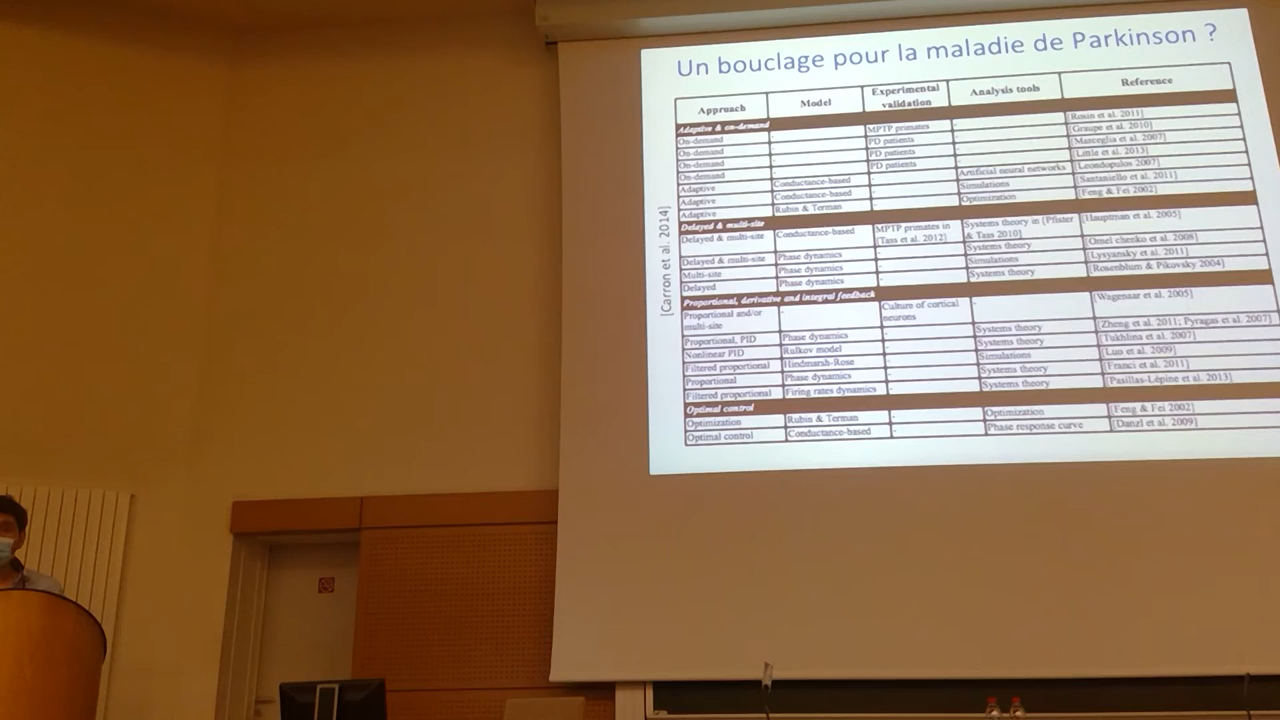 Un bouclage pour la maladie de Parkinson ?
Approach Model Experimental validation Analysis tools Reference
Adaptive & on-demand
On-demand - MPTP primates - [Rosin et al. 2011]
On-demand - PD patients - [Graupe et al. 2010]
On-demand - PD patients - [Marceglia et al. 2007]
On-demand - PD patients - [Little et al. 2013]
Adaptive Conductance-based - Artificial neural networks [Leondopulos 2007]
Adaptive Conductance-based - Simulations [Santaniello et al. 2011]
Adaptive Rubin & Terman - Optimization [Feng & Fei 2002]
Delayed & multi-site
Delayed & multi-site Conductance-based MPTP primates in [Tass et al. 2012] Systems theory in [Pfister & Tass 2010] [Hauptman et al. 2005]
Delayed & multi-site Phase dynamics - Systems theory [Omel chenko et al. 2008]
Multi-site Phase dynamics - Simulations [Lysyansky et al. 2011]
Delayed Phase dynamics - Systems theory [Rosenblum & Pikovsky 2004]
Proportional, derivative and integral feedback
Proportional and/or multi-site - Culture of cortical neurons - [Wagenaar et al. 2005]
Proportional, PID Phase dynamics - Systems theory [Zheng et al. 2011; Pyragas et al. 2007]
Nonlinear PID Rulkov model - Systems theory [Tukhlina et al. 2007]
Filtered proportional Hindmarsh-Rose - Simulations [Luo et al. 2009]
Proportional Phase dynamics - Systems theory [Franci et al. 2011]
Filtered proportional Firing rates dynamics - Systems theory [Pasillas-Lépine et al. 2013]
Optimal control
Optimization Rubin & Terman - Optimization [Feng & Fei 2002]
Optimal control Conductance-based - Phase response curve [Danzl et al. 2009]
[Carron et al. 2014]